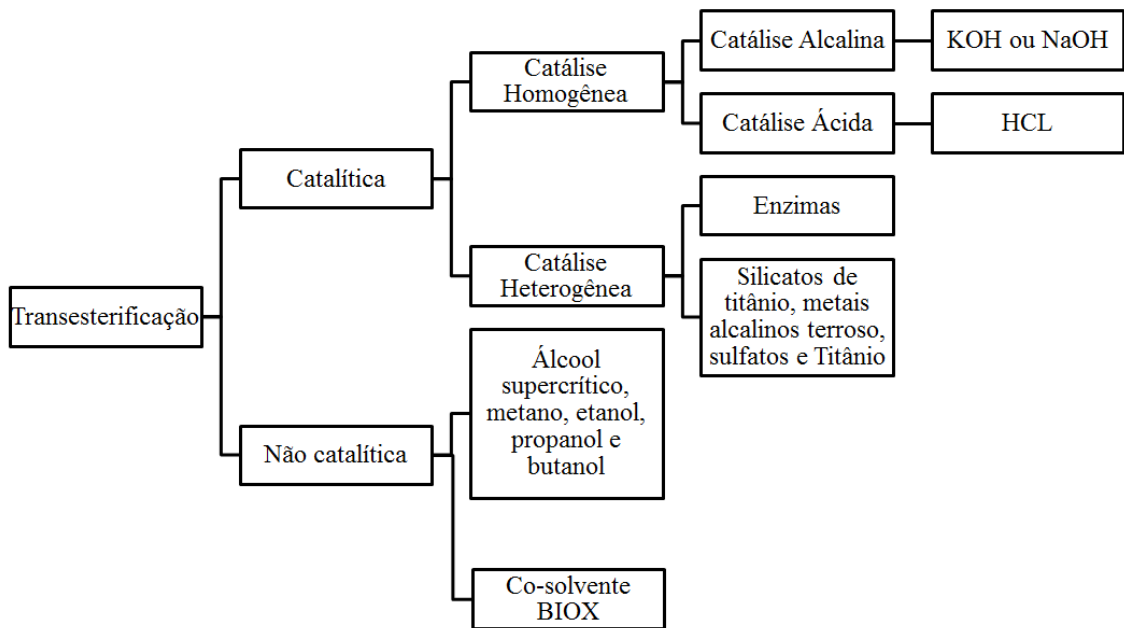 Transesterificação
Catalítica
Catálise
Homogênea
Catálise Alcalina
KOH ou NaOH
Catálise Ácida
HCL
Catálise
Heterogênea
Enzimas
Silicatos de
titânio, metais
alcalinos terroso,
sulfatos e Titânio
Não catalítica
Álcool
supercrítico,
metano, etanol,
propanol e
butanol
Co-solvente
BIOX